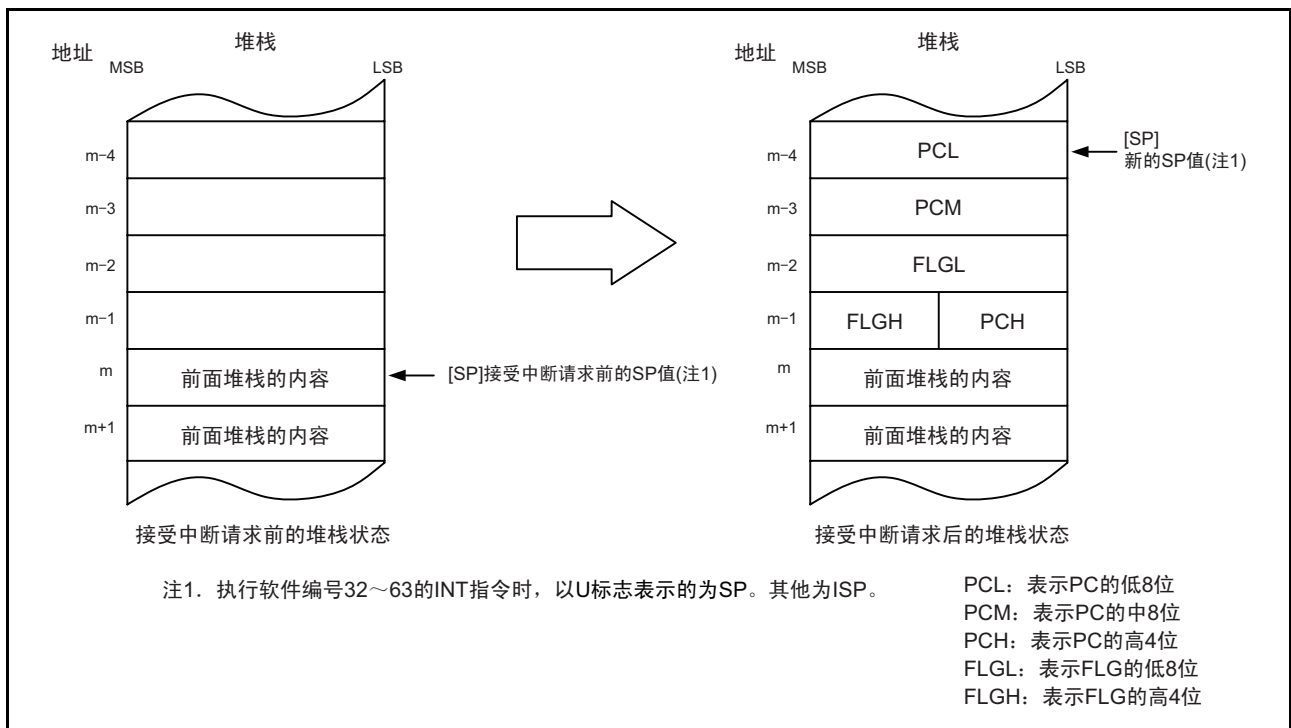 地址
堆栈
MSB
LSB
m−4
m−3
m−2
m−1
m
前面堆栈的内容
[SP]接受中断请求前的SP值(注1)
m+1
前面堆栈的内容
接受中断请求前的堆栈状态
地址
堆栈
MSB
LSB
m−4
PCL
[SP]
新的SP值(注1)
m−3
PCM
m−2
FLGL
m−1
FLGH
PCH
m
前面堆栈的内容
m+1
前面堆栈的内容
接受中断请求后的堆栈状态
注1. 执行软件编号32～63的INT指令时，以U标志表示的为SP。其他为ISP。
PCL：表示PC的低8位
PCM：表示PC的中8位
PCH：表示PC的高4位
FLGL：表示FLG的低8位
FLGH：表示FLG的高4位